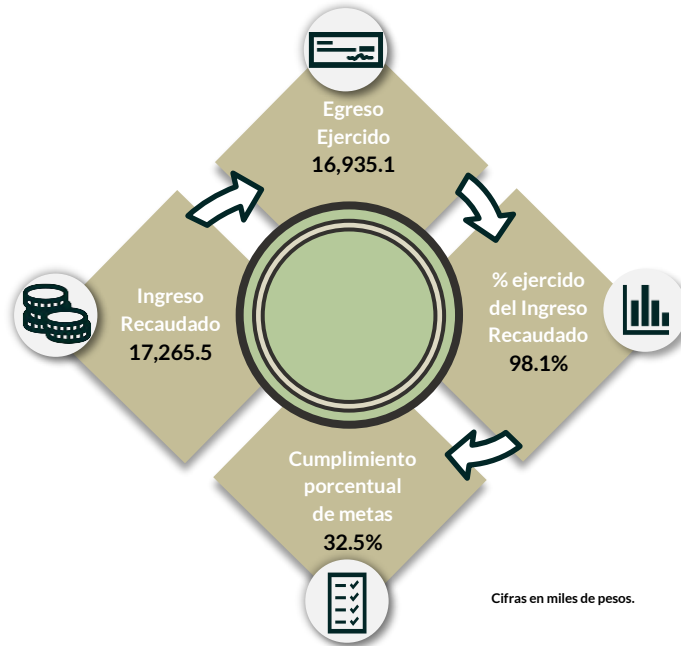 Egreso
Ejercido
16,935.1
Ingreso
Recaudado
17,265.5
% ejercido
del Ingreso
Recaudado
98.1%
Cumplimiento
porcentual
de metas
32.5%
Cifras en miles de pesos.